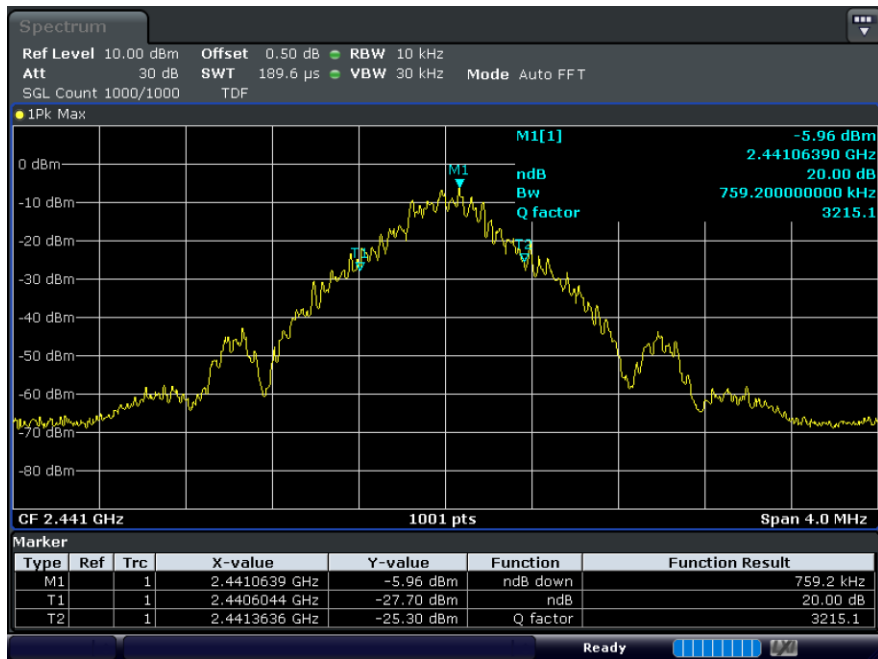 Spectrum
Ref Level 10.00 dBm Offset 0.50 dB RBW 10 kHz
Att 30 dB SWT 189.6 µs VBW 30 kHz Mode Auto FFT
SGL Count 1000/1000 TDF
1Pk Max
M1[1] -5.96 dBm
2.44106390 GHz
ndB 20.00 dB
Bw 759.200000000 kHz
Q factor 3215.1
M1
T1
T2
0 dBm
-10 dBm
-20 dBm
-30 dBm
-40 dBm
-50 dBm
-60 dBm
-70 dBm
-80 dBm
CF 2.441 GHz 1001 pts Span 4.0 MHz
Marker
Type Ref Trc X-value Y-value Function Function Result
M1 1 2.4410639 GHz -5.96 dBm ndB down 759.2 kHz
T1 1 2.4406044 GHz -27.70 dBm ndB 20.00 dB
T2 1 2.4413636 GHz -25.30 dBm Q factor 3215.1
Ready